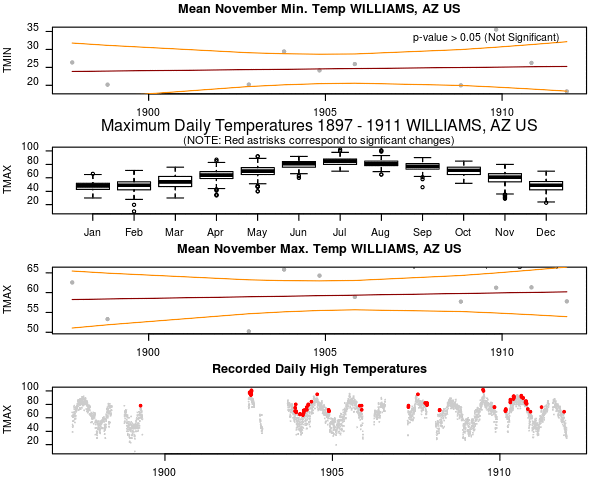 Mean November Min. Temp WILLIAMS, AZ US
p-value > 0.05 (Not Significant)
TMIN
35
30
25
20
1900
1905
1910
Maximum Daily Temperatures 1897 - 1911 WILLIAMS, AZ US
(NOTE: Red astrisks correspond to signficant changes)
TMAX
100
80
60
40
20
Jan
Feb
Mar
Apr
May
Jun
Jul
Aug
Sep
Oct
Nov
Dec
Mean November Max. Temp WILLIAMS, AZ US
TMAX
65
60
55
50
1900
1905
1910
Recorded Daily High Temperatures
TMAX
100
80
60
40
20
1900
1905
1910